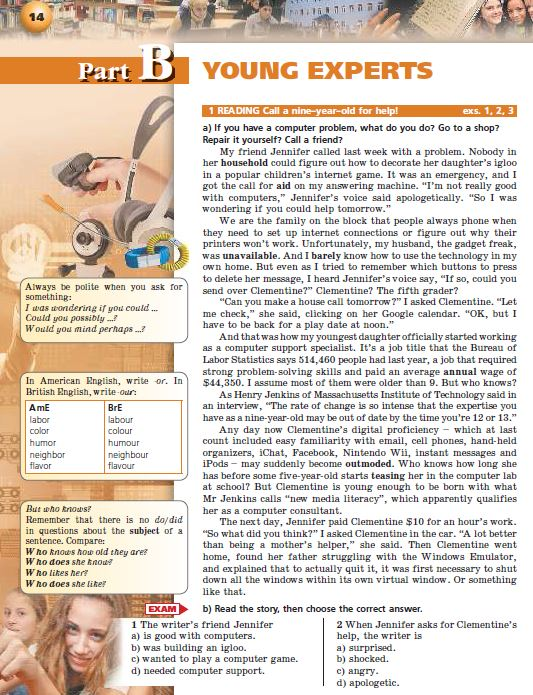 14
Part B YOUNG EXPERTS
1 READING Call a nine-year-old for help! exs. 1, 2, 3
a) If you have a computer problem, what do you do? Go to a shop?
Repair it yourself? Call a friend?
My friend Jennifer called last week with a problem. Nobody in
her household could figure out how to decorate her daughter's igloo
in a popular children's internet game. It was an emergency, and I
got the call for aid on my answering machine. "I'm not really good
with computers," Jennifer's voice said apologetically. "So I was
wondering if you could help tomorrow."
We are the family on the block that people always phone when
they need to set up internet connections or figure out why their
printers won't work. Unfortunately, my husband, the gadget freak,
was unavailable. And I barely know how to use the technology in my
own home. But even as I tried to remember which buttons to press
to delete her message, I heard Jennifer's voice say, "If so, could you
send over Clementine?" Clementine? The fifth grader?
"Can you make a house call tomorrow?" I asked Clementine. "Let
me check," she said, clicking on her Google calendar. "OK, but I
have to be back for a play date at noon."
And that was how my youngest daughter officially started working
as a computer support specialist. It's a job title that the Bureau of
Labor Statistics says 514,460 people had last year, a job that required
strong problem-solving skills and paid an average annual wage of
$44,350. I assume most of them were older than 9. But who knows?
As Henry Jenkins of Massachusetts Institute of Technology said in
an interview, "The rate of change is so intense that the expertise you
have as a nine-year-old may be out of date by the time you're 12 or 13."
Any day now Clementine's digital proficiency – which at last
count included easy familiarity with email, cell phones, hand-held
organizers, iChat, Facebook, Nintendo Wii, instant messages and
iPods – may suddenly become outmoded. Who knows how long she
has before some five-year-old starts teasing her in the computer lab
at school? But Clementine is young enough to be born with what
Mr Jenkins calls "new media literacy", which apparently qualifies
her as a computer consultant.
The next day, Jennifer paid Clementine $10 for an hour's work.
"So what did you think?" I asked Clementine in the car. "A lot better
than being a mother's helper," she said. Then Clementine went
home, found her father struggling with the Windows Emulator,
and explained that to actually quit it, it was first necessary to shut
down all the windows within its own virtual window. Or something
like that.
Always be polite when you ask for
something:
I was wondering if you could ...
Could you possibly ...?
Would you mind perhaps ...?
In American English, write -or. In
British English, write -our:
AmE BrE
labor labour
color colour
humor humour
neighbor neighbour
flavor flavour
But who knows?
Remember that there is no do/did
in questions about the subject of a
sentence. Compare:
Who knows how old they are?
Who does she know?
Who likes her?
Who does she like?
EXAM b) Read the story, then choose the correct answer.
1 The writer's friend Jennifer
a) is good with computers.
b) was building an igloo.
c) wanted to play a computer game.
d) needed computer support.
2 When Jennifer asks for Clementine's
help, the writer is
a) surprised.
b) shocked.
c) angry.
d) apologetic.